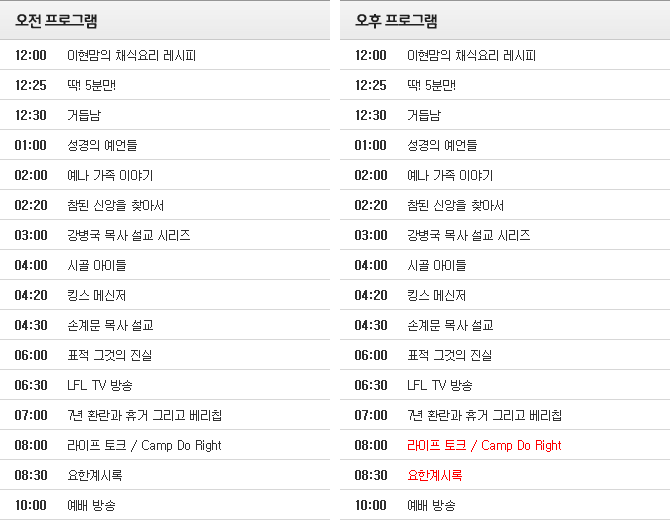 오전 프로그램
12:00 이현맘의 채식요리 레시피
12:25 딱! 5분만!
12:30 거듭남
01:00 성경의 예언들
02:00 예나 가족 이야기
02:20 참된 신앙을 찾아서
03:00 강병국 목사 설교 시리즈
04:00 시골 아이들
04:20 킹스 메신저
04:30 손계문 목사 설교
06:00 표적 그것의 진실
06:30 LFL TV 방송
07:00 7년 환란과 휴거 그리고 베리칩
08:00 라이프 토크 / Camp Do Right
08:30 요한계시록
10:00 예배 방송
오후 프로그램
12:00 이현맘의 채식요리 레시피
12:25 딱! 5분만!
12:30 거듭남
01:00 성경의 예언들
02:00 예나 가족 이야기
02:20 참된 신앙을 찾아서
03:00 강병국 목사 설교 시리즈
04:00 시골 아이들
04:20 킹스 메신저
04:30 손계문 목사 설교
06:00 표적 그것의 진실
06:30 LFL TV 방송
07:00 7년 환란과 휴거 그리고 베리칩
08:00 라이프 토크 / Camp Do Right
08:30 요한계시록
10:00 예배 방송